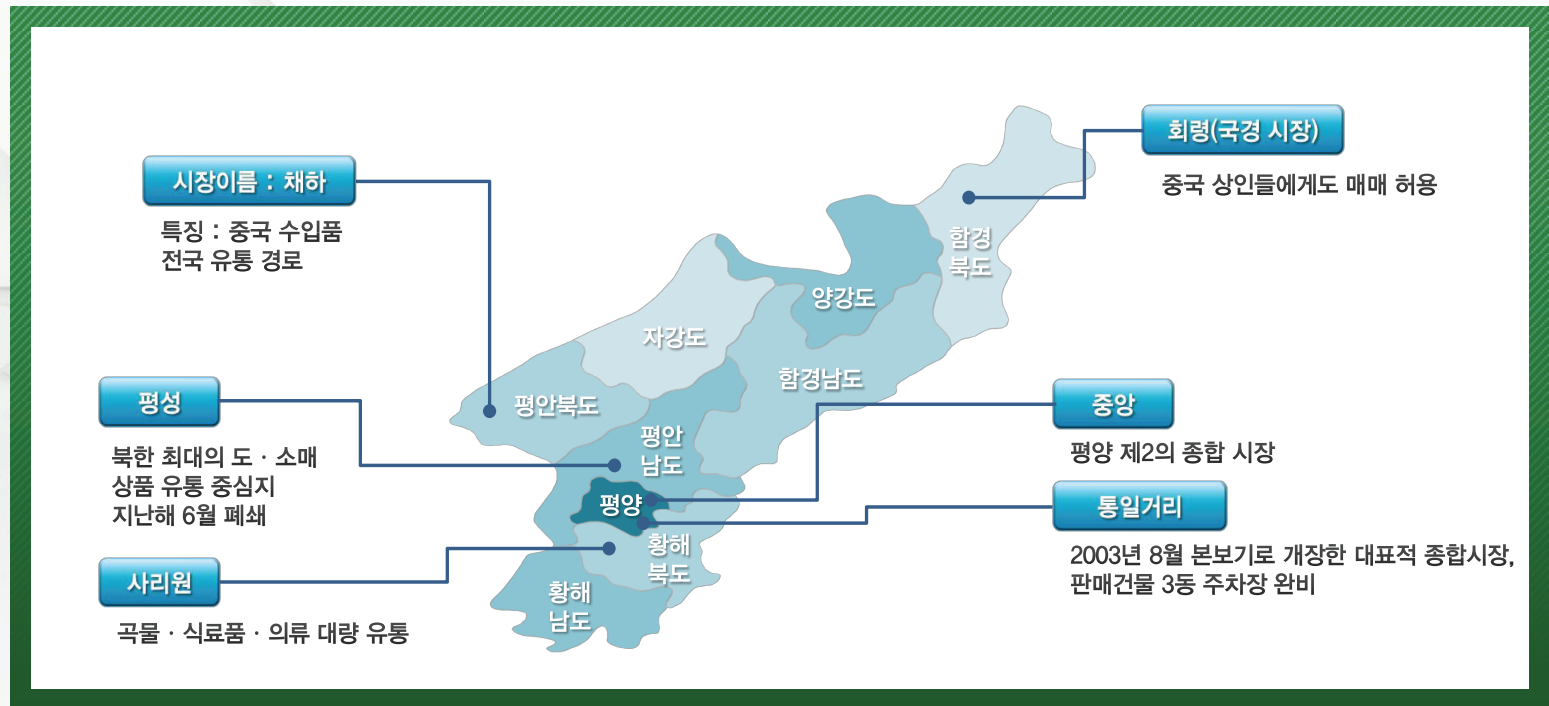 시장이름 : 채하
특징 : 중국 수입품
전국 유통 경로
평성
북한 최대의 도 · 소매
상품 유통 중심지
지난해 6월 폐쇄
사리원
곡물 · 식료품 · 의류 대량 유통
회령(국경 시장)
중국 상인들에게도 매매 허용
중앙
평양 제2의 종합 시장
통일거리
2003년 8월 본보기로 개장한 대표적 종합시장,
판매건물 3동 주차장 완비
함경
북도
양강도
자강도
함경남도
평안북도
평안
남도
평양
황해
북도
황해
남도